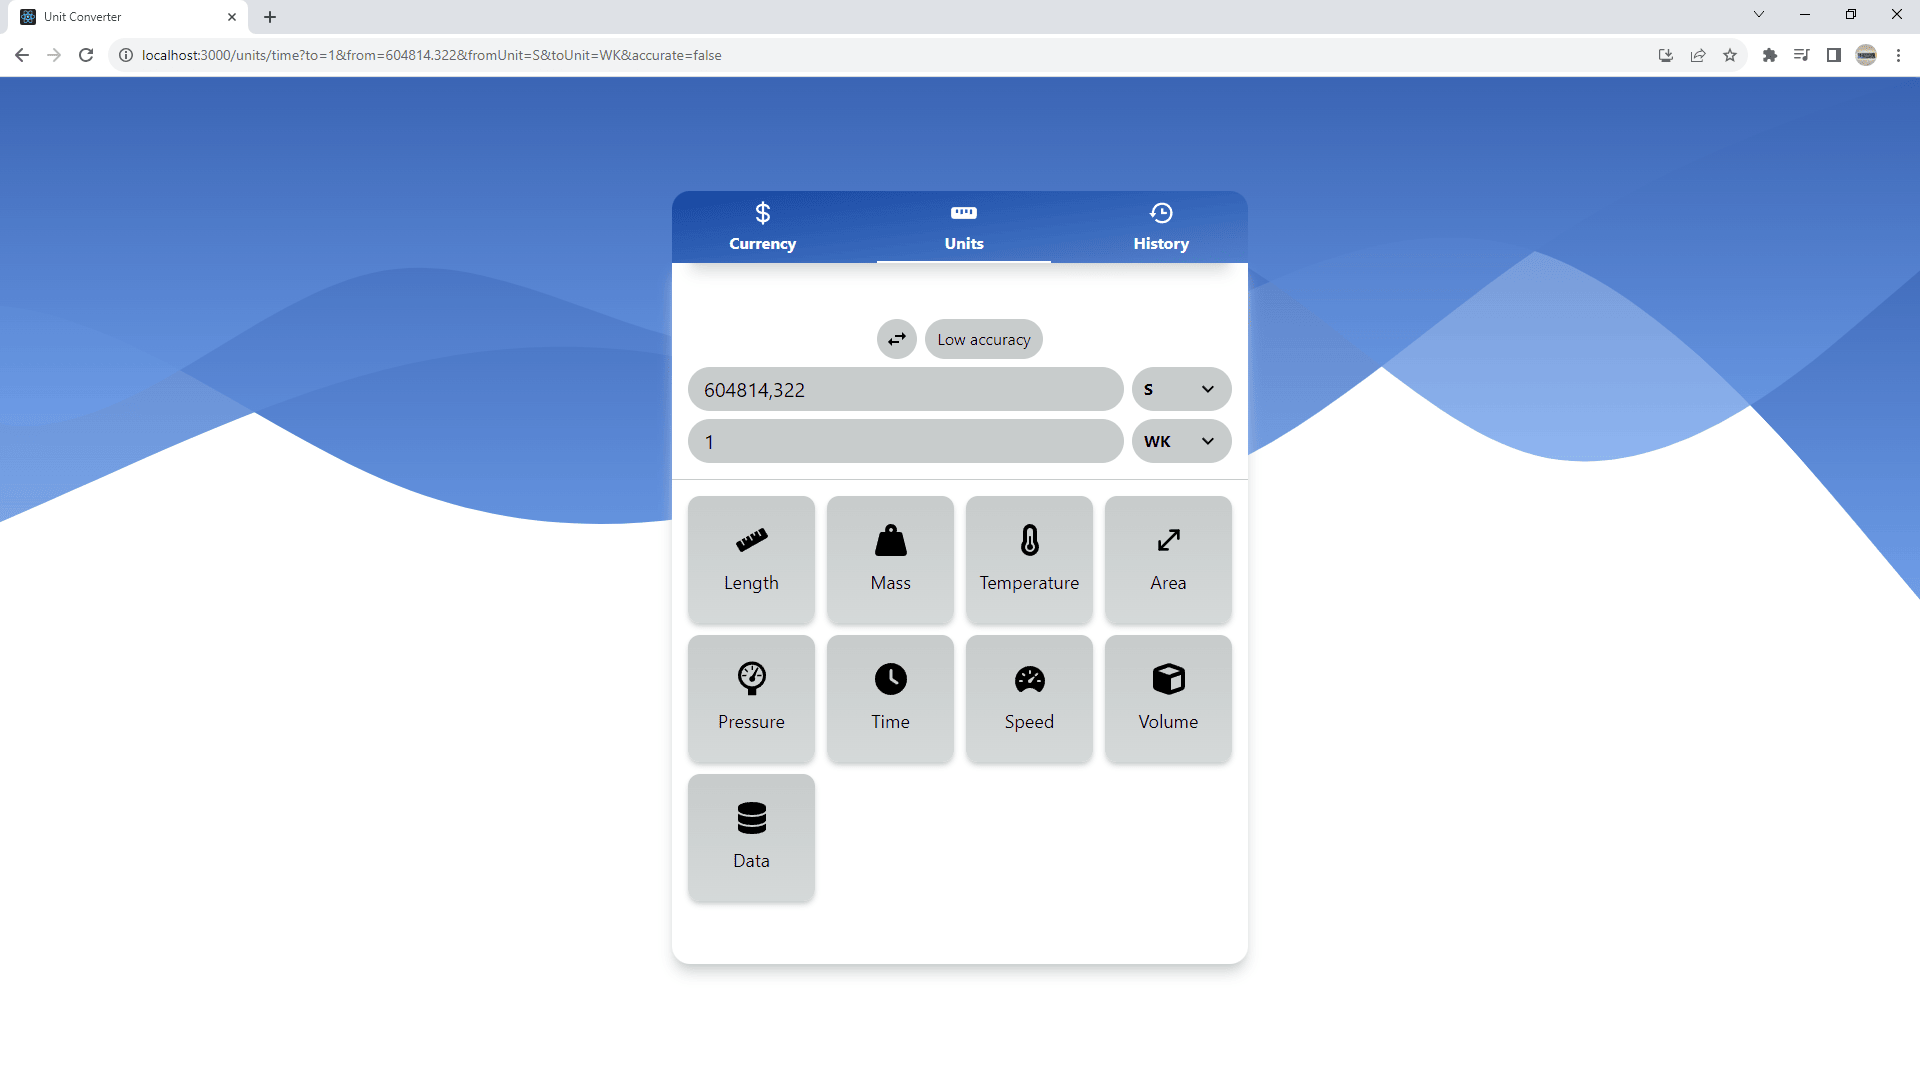 Unit Converter
localhost:3000/units/time?to=1&from=604814.322&fromUnit=S&toUnit=WK&accurate=false
Currency
Units
History
Low accuracy
604814,322
S
1
WK
Length
Mass
Temperature
Area
Pressure
Time
Speed
Volume
Data